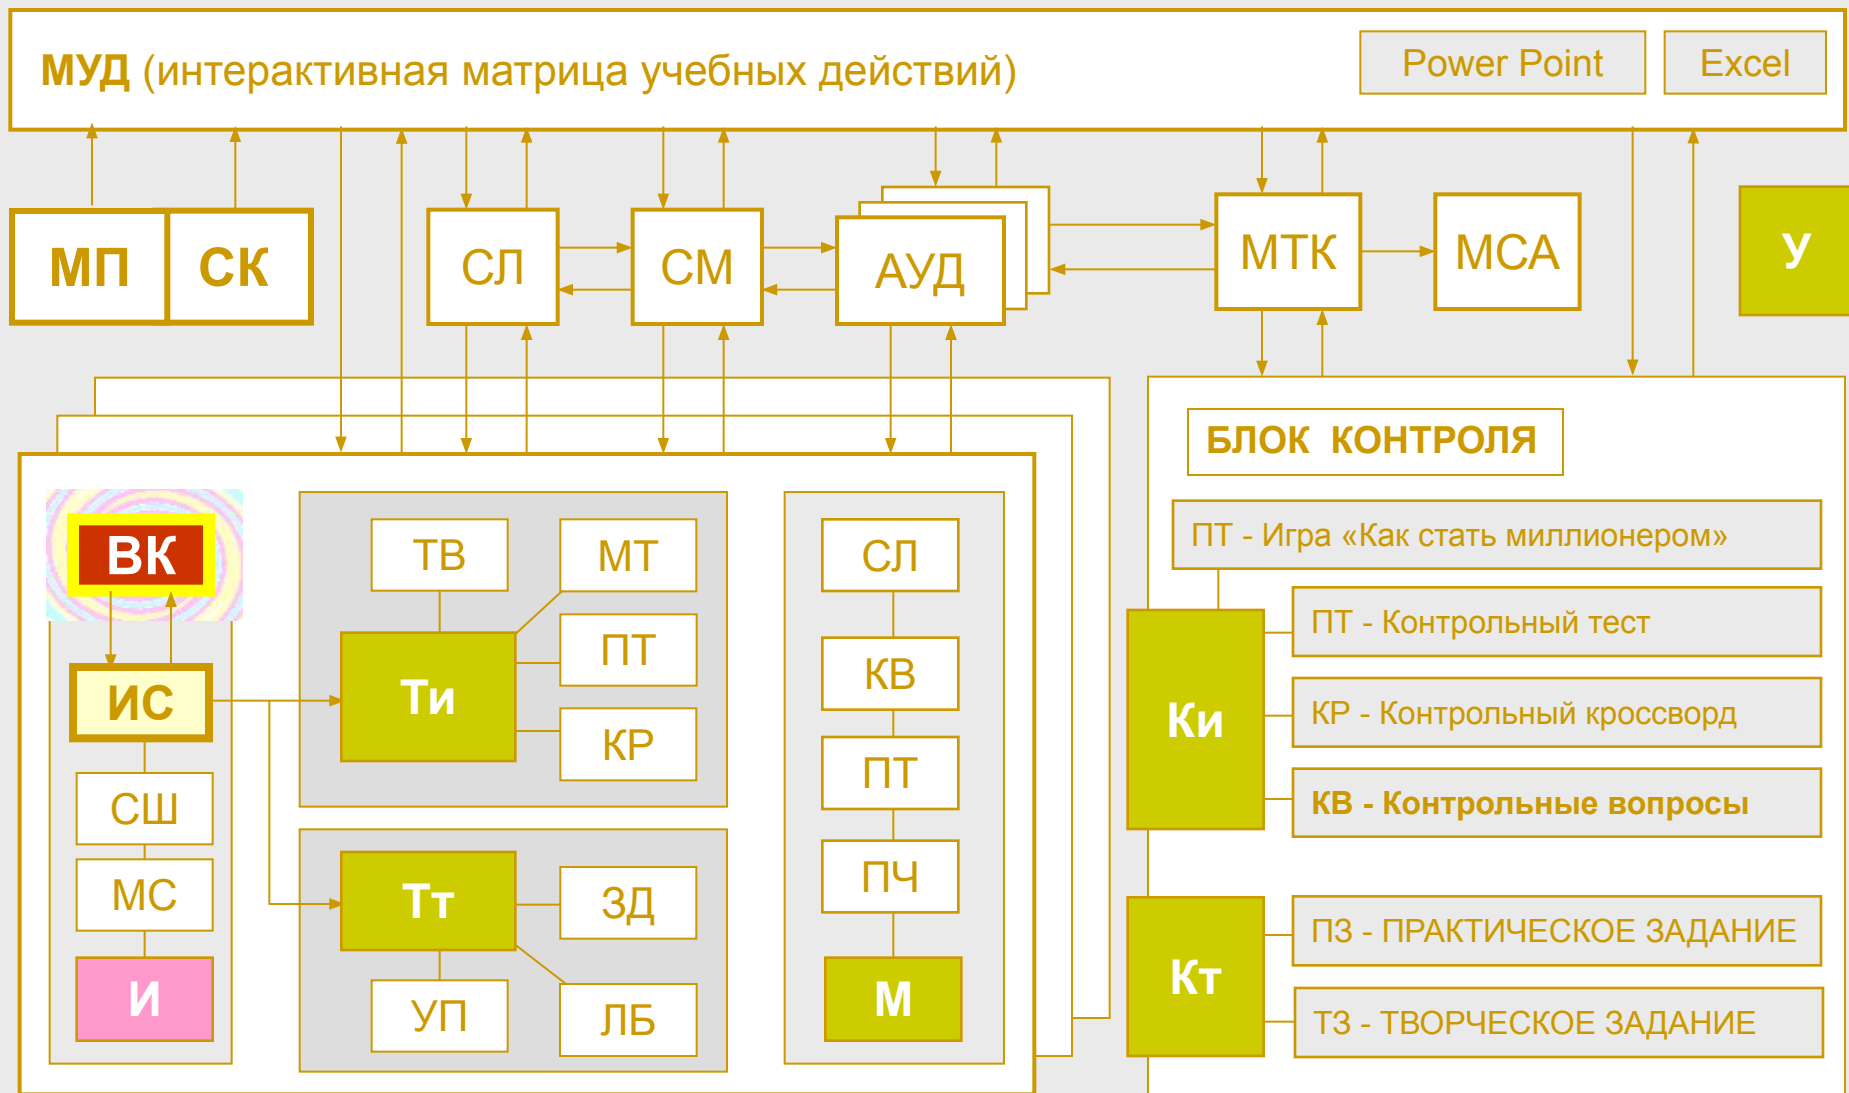 МУД (интерактивная матрица учебных действий)
Power Point
Excel
МП
СК
СЛ
СМ
АУД
МТК
МСА
У
БЛОК КОНТРОЛЯ
ВК
ИС
СШ
МС
И
ТВ
МТ
ПТ
КР
Ти
Тт
ЗД
УП
ЛБ
СЛ
КВ
ПТ
ПЧ
М
ПТ - Игра «Как стать миллионером»
Ки
ПТ - Контрольный тест
КР - Контрольный кроссворд
КВ - Контрольные вопросы
Кт
ПЗ - ПРАКТИЧЕСКОЕ ЗАДАНИЕ
ТЗ - ТВОРЧЕСКОЕ ЗАДАНИЕ